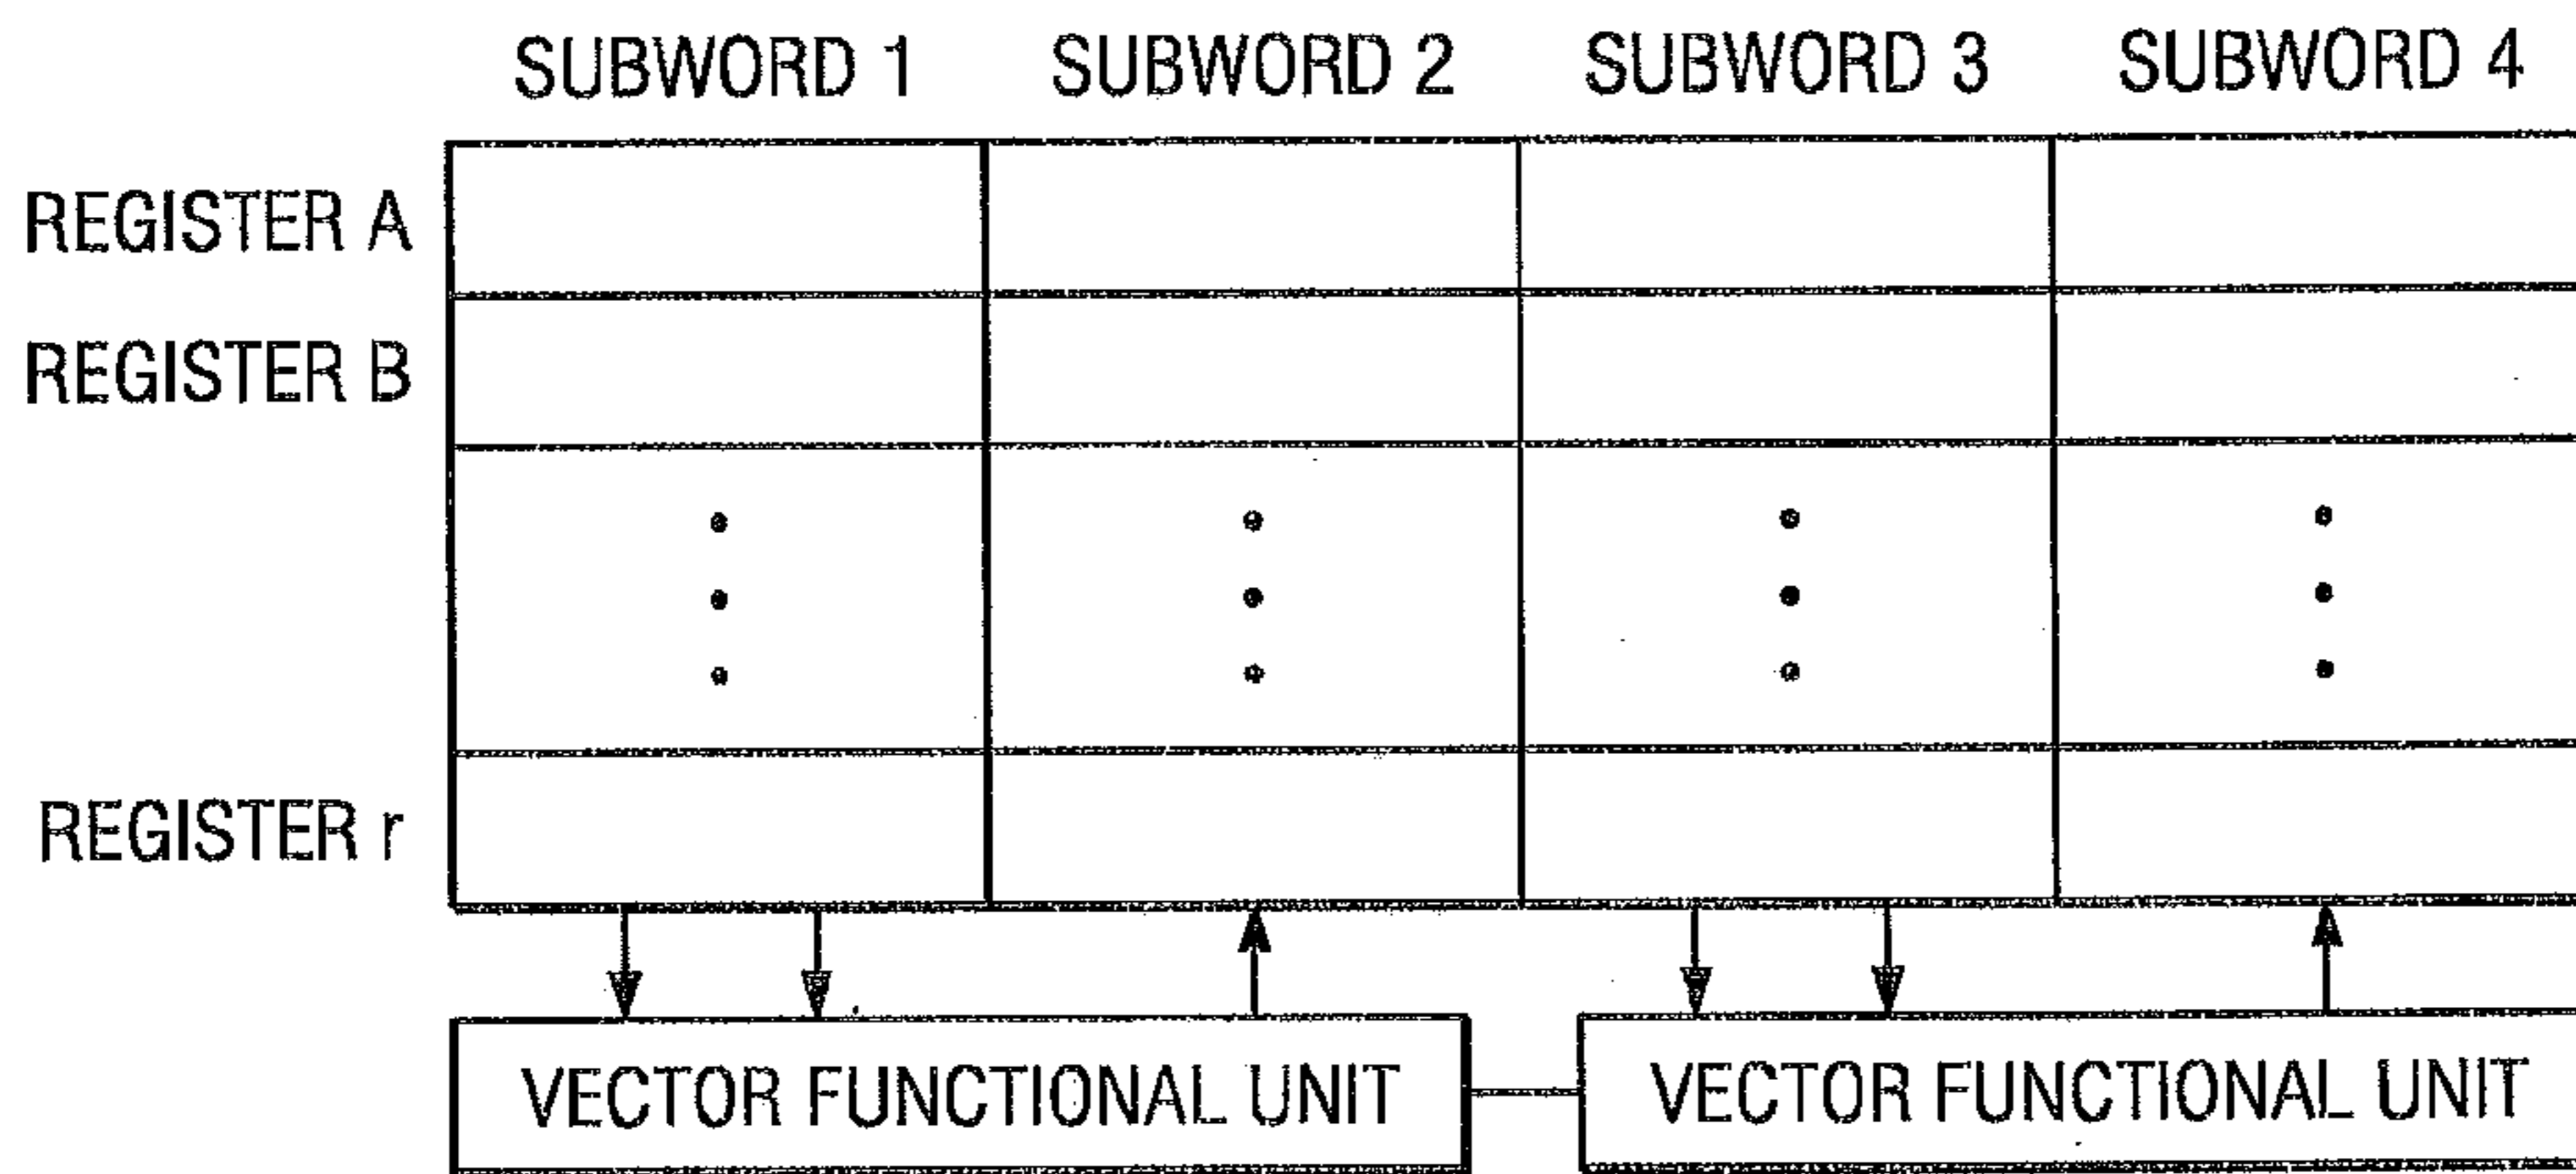 SUBWORD 1 SUBWORD 2 SUBWORD 3 SUBWORD 4
REGISTER A
REGISTER B
REGISTER r
VECTOR FUNCTIONAL UNIT VECTOR FUNCTIONAL UNIT